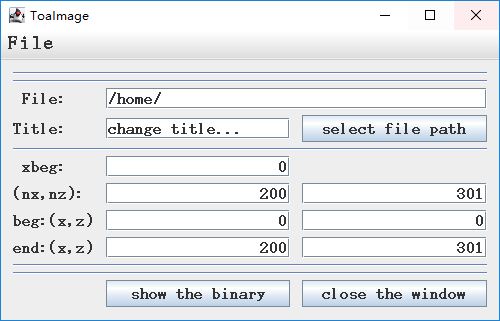 ToaImage
File
File: /home/
Title: change title... select file path
xbeg: 0
(nx,nz): 200 301
beg:(x,z) 0 0
end:(x,z) 200 301
show the binary close the window